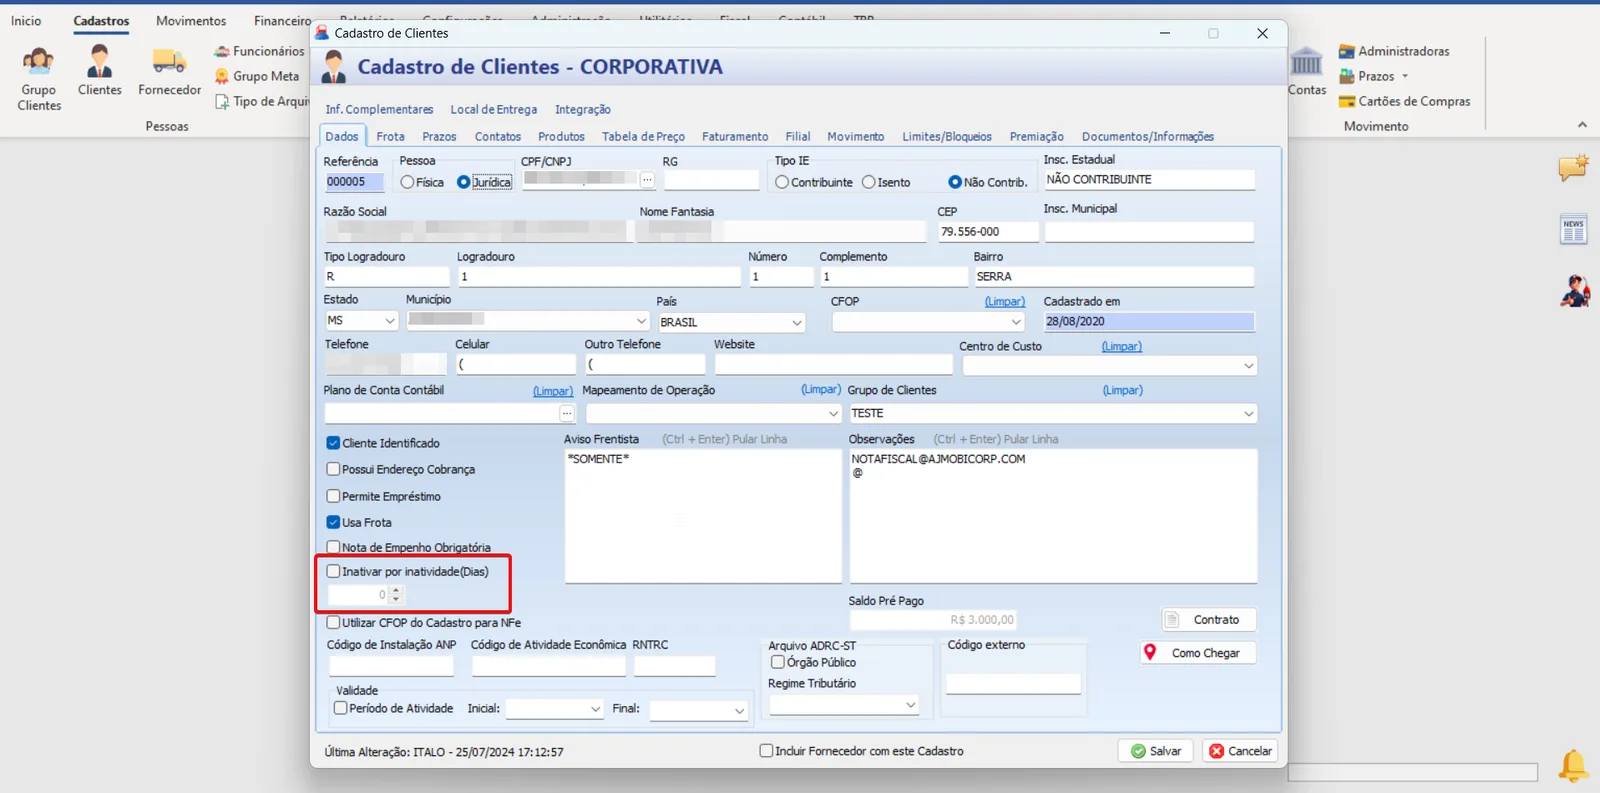 Inicio Cadastros Movimentos Financeiro
Cadastro de Clientes
Grupo Clientes
Clientes
Fornecedor
Funcionários
Grupo Meta
Tipo de Arqui
Pessoas
Contas
Administradoras
Prazos
Cartões de Compras
Movimento
NEWS
Cadastro de Clientes - CORPORATIVA
Inf. Complementares Local de Entrega Integração
Dados Frota Prazos Contatos Produtos Tabela de Preço Faturamento Filial Movimento Limites/Bloqueios Premiação Documentos/Informações
Referência Pessoa CPF/CNPJ RG Tipo IE Insc. Estadual
000005 Física Jurídica ... Contribuinte Isento Não Contrib. NÃO CONTRIBUINTE
Razão Social Nome Fantasia CEP Insc. Municipal
79.556-000
Tipo Logradouro Logradouro Número Complemento Bairro
R 1 1 1 SERRA
Estado Município País CFOP (Limpar) Cadastrado em
MS BRASIL 28/08/2020
Telefone Celular Outro Telefone Website Centro de Custo (Limpar)
( (
Plano de Conta Contábil (Limpar) Mapeamento de Operação (Limpar) Grupo de Clientes (Limpar)
... TESTE
Cliente Identificado
Possui Endereço Cobrança
Permite Empréstimo
Usa Frota
Nota de Empenho Obrigatória
Inativar por inatividade(Dias)
0
Utilizar CFOP do Cadastro para NFe
Aviso Frentista (Ctrl + Enter) Pular Linha
*SOMENTE*
Observações (Ctrl + Enter) Pular Linha
NOTAFISCAL@AJMOBICORP.COM
@
Saldo Pré Pago
R$ 3.000,00
Contrato
Como Chegar
Código de Instalação ANP Código de Atividade Econômica RNTRC
Arquivo ADRC-ST
Órgão Público
Regime Tributário
Código externo
Validade
Período de Atividade Inicial: Final:
Última Alteração: ITALO - 25/07/2024 17:12:57
Incluir Fornecedor com este Cadastro
Salvar Cancelar